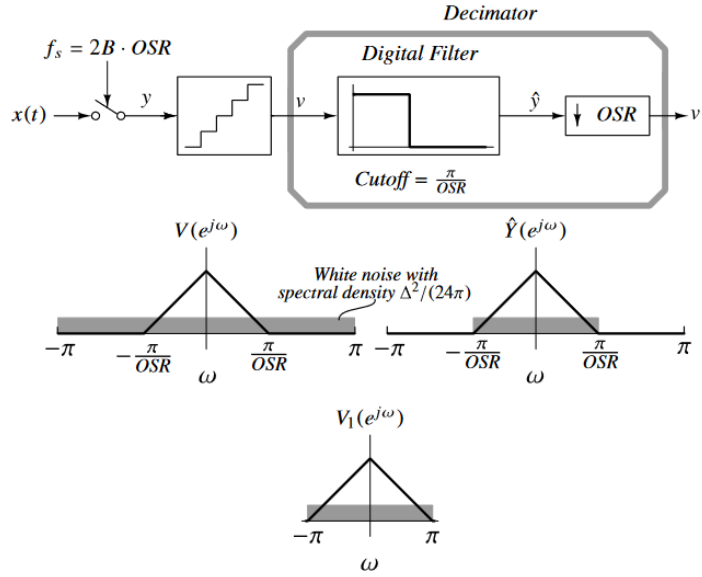 Decimator
f_s = 2B · OSR
Digital Filter
x(t) y v ŷ ↓ OSR v
Cutoff = π/OSR
V(e^{jω}) Ŷ(e^{jω})
White noise with
spectral density Δ²/(24π)
−π −π/OSR π/OSR π −π −π/OSR π/OSR π
ω ω
V₁(e^{jω})
−π π
ω